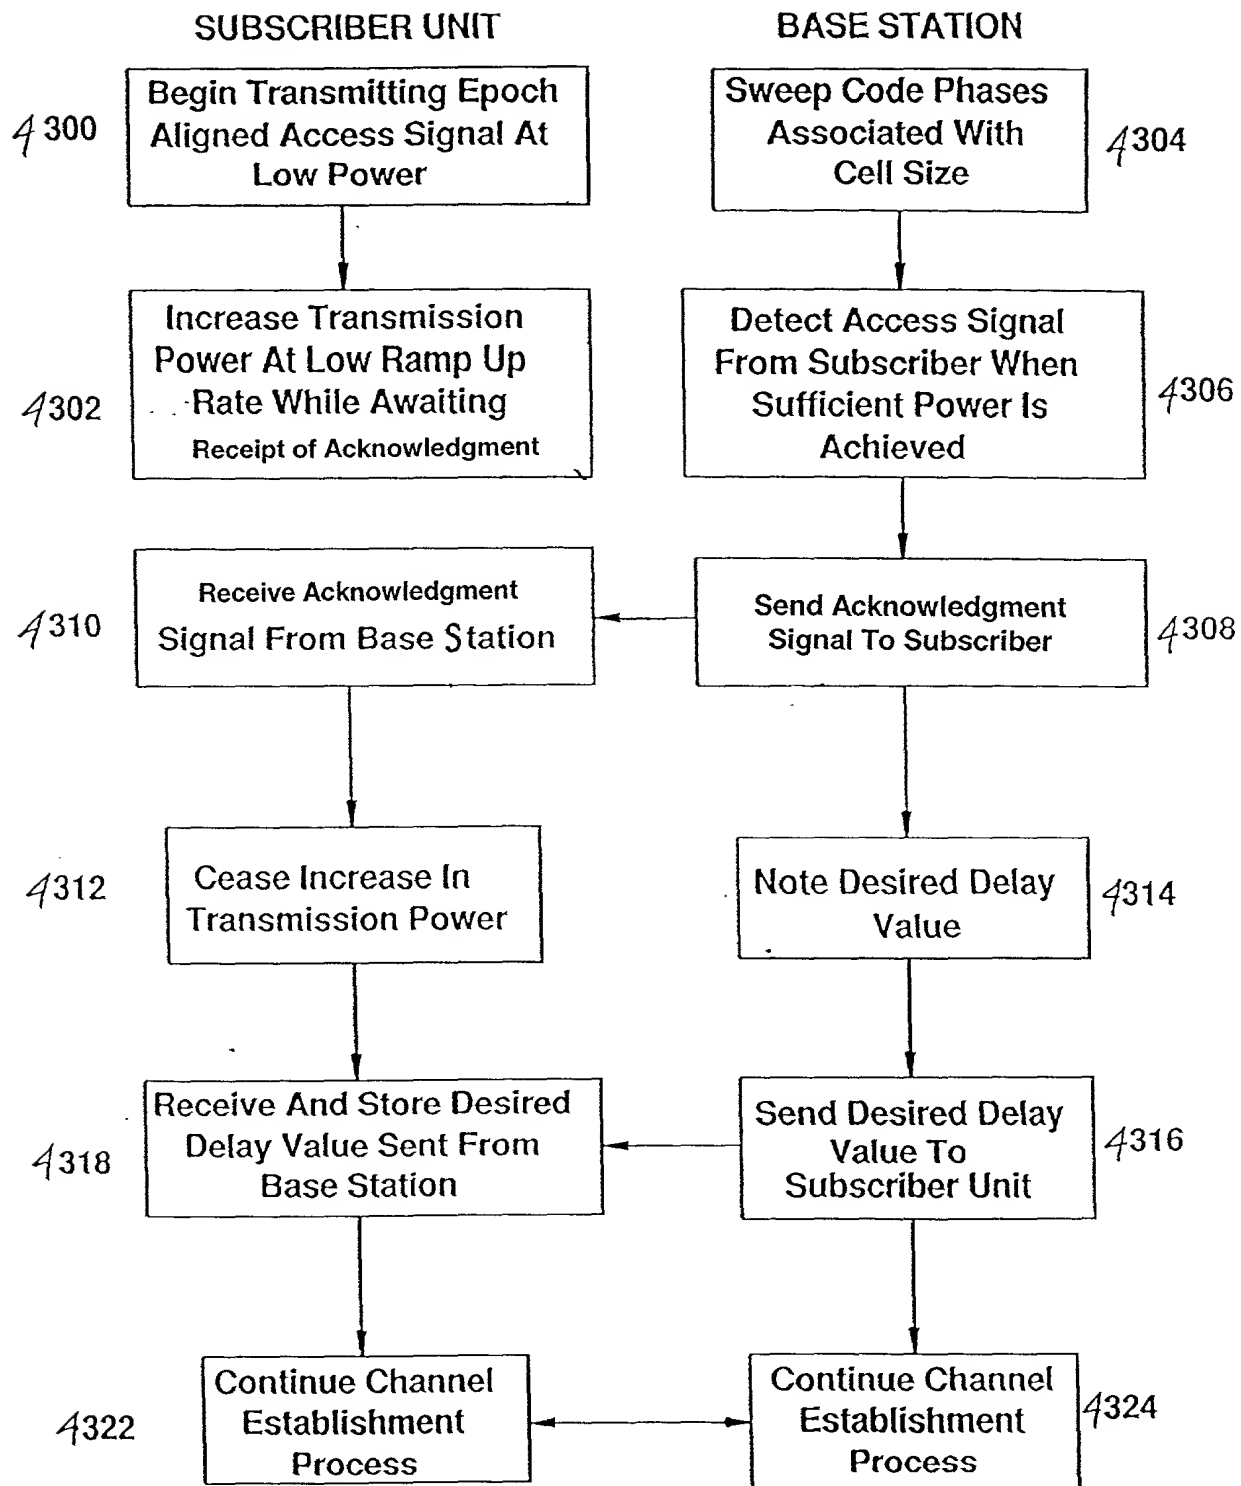 SUBSCRIBER UNIT
BASE STATION
4300
Begin Transmitting Epoch
Aligned Access Signal At
Low Power
Sweep Code Phases
Associated With
Cell Size
4304
4302
Increase Transmission
Power At Low Ramp Up
Rate While Awaiting
Receipt of Acknowledgment
Detect Access Signal
From Subscriber When
Sufficient Power Is
Achieved
4306
4310
Receive Acknowledgment
Signal From Base Station
Send Acknowledgment
Signal To Subscriber
4308
4312
Cease Increase In
Transmission Power
Note Desired Delay
Value
4314
4318
Receive And Store Desired
Delay Value Sent From
Base Station
Send Desired Delay
Value To
Subscriber Unit
4316
4322
Continue Channel
Establishment
Process
Continue Channel
Establishment
Process
4324